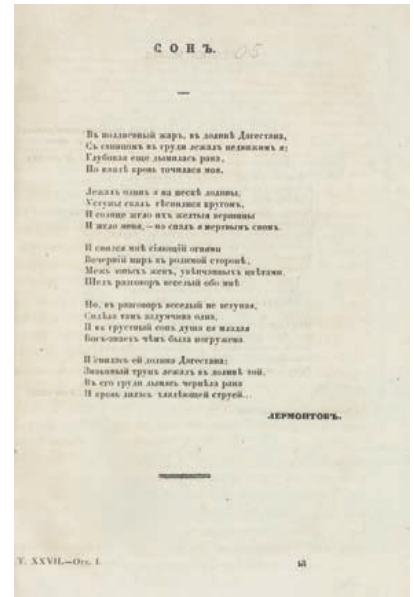 СОНЪ. 05
Въ полдневный жаръ, въ долинѣ Дагестана,
Съ свинцомъ въ груди лежалъ недвижимъ я;
Глубокая еще дымилась рана,
По каплѣ кровь точилася моя.
Лежалъ одинъ я на пескѣ долины,
Уступы скалъ тѣснилися кругомъ,
И солнце жгло ихъ желтыя вершины
И жгло меня, — но спалъ я мертвымъ сномъ.
И снился мнѣ сіяющій огнями
Вечерній пиръ въ родимой сторонѣ,
Межъ юныхъ женъ, увѣнчанныхъ цвѣтами
Шелъ разговоръ веселый обо мнѣ
Но, въ разговоръ веселый не вступая,
Сидѣла тамъ задумчиво одна,
И въ грустный сонъ душа ея младая
Богъ-знаетъ чѣмъ была погружена
И снилась ей долина Дагестана;
Знакомый трупъ лежалъ въ долинѣ той,
Въ его груди дымясь чернѣла рана
И кровь лилась хладѣющей струей...
ЛЕРМОНТОВЪ.
Т. XXVII.—Отд. I.